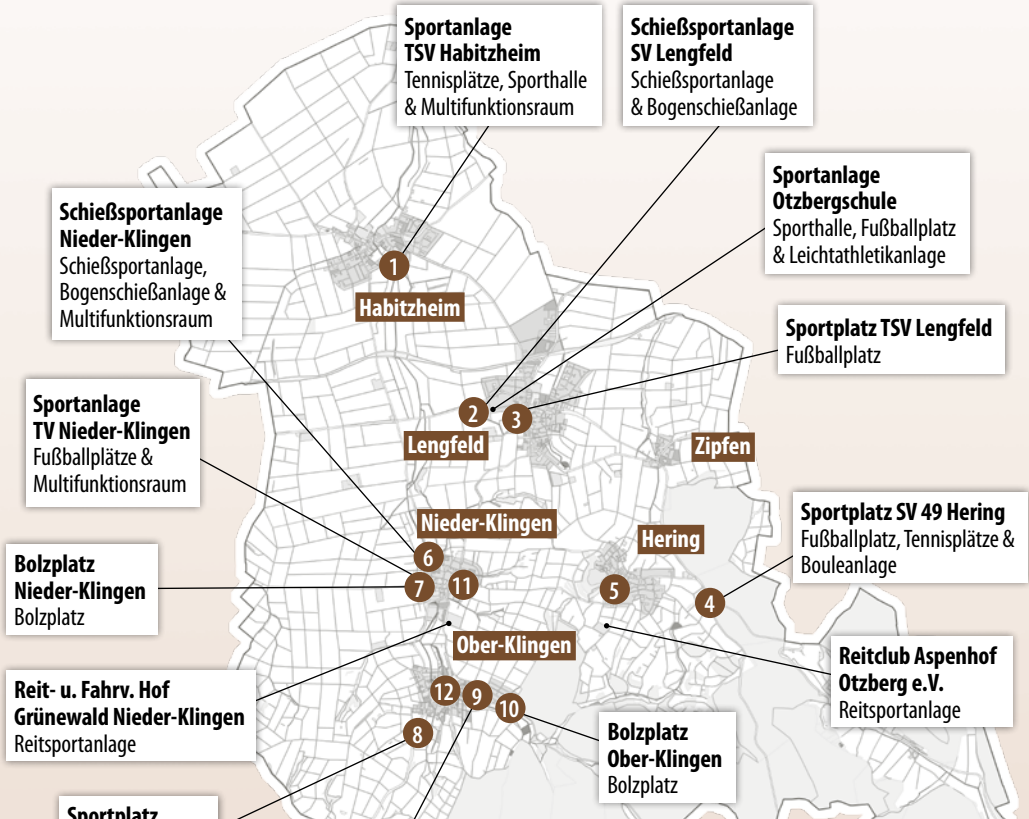 Sportanlage
TSV Habitzheim
Tennisplätze, Sporthalle
& Multifunktionsraum
Schießsportanlage
SV Lengfeld
Schießsportanlage
& Bogenschießanlage
Sportanlage
Otzbergschule
Sporthalle, Fußballplatz
& Leichtathletikanlage
Schießsportanlage
Nieder-Klingen
Schießsportanlage,
Bogenschießanlage &
Multifunktionsraum
1
Habitzheim
Sportplatz TSV Lengfeld
Fußballplatz
Sportanlage
TV Nieder-Klingen
Fußballplätze &
Multifunktionsraum
2
3
Lengfeld
Zipfen
Nieder-Klingen
Hering
Sportplatz SV 49 Hering
Fußballplatz, Tennisplätze &
Bouleanlage
Bolzplatz
Nieder-Klingen
Bolzplatz
6
7
11
5
4
Ober-Klingen
Reitclub Aspenhof
Otzberg e.V.
Reitsportanlage
Reit- u. Fahrv. Hof
Grünewald Nieder-Klingen
Reitsportanlage
12
9
10
8
Bolzplatz
Ober-Klingen
Bolzplatz
Sportplatz